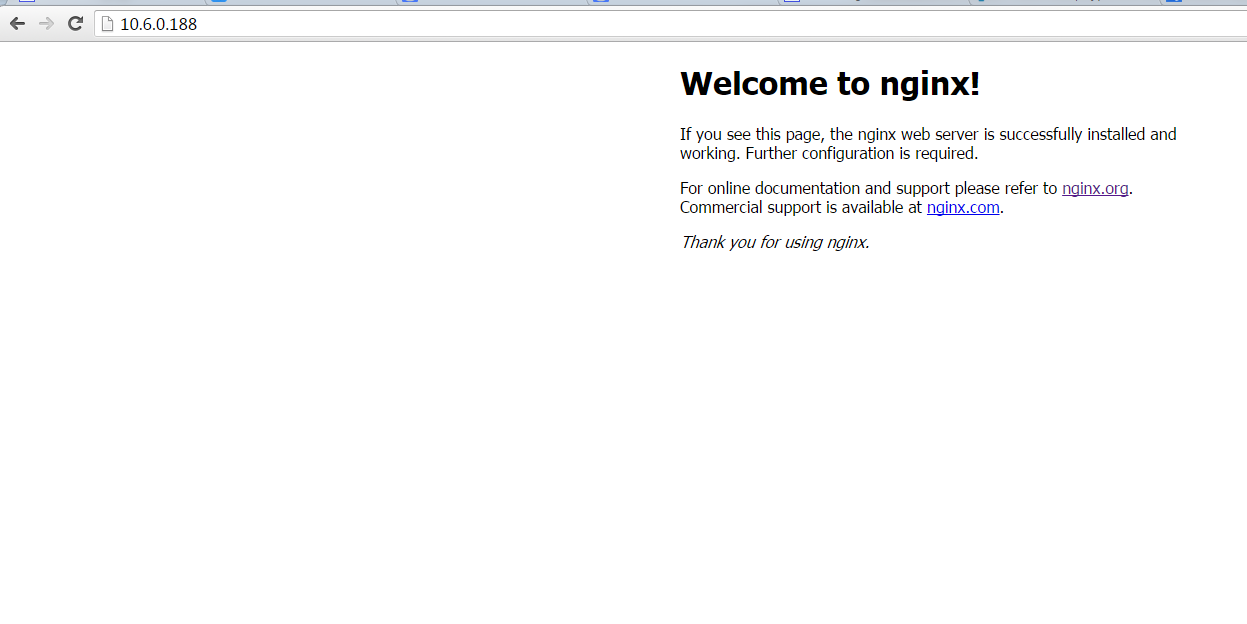 10.6.0.188
Welcome to nginx!
If you see this page, the nginx web server is successfully installed and
working. Further configuration is required.
For online documentation and support please refer to nginx.org.
Commercial support is available at nginx.com.
Thank you for using nginx.